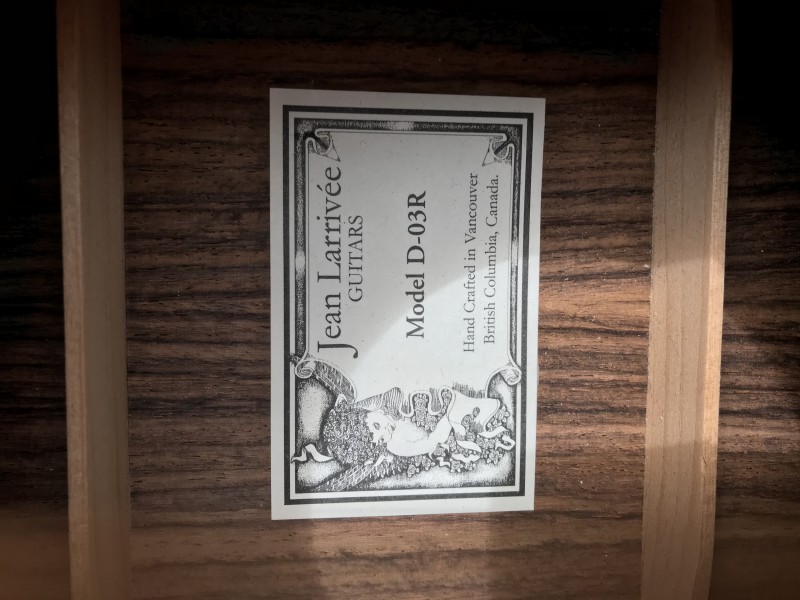 Jean Larrivée
GUITARS
Model D-03R
Hand Crafted in Vancouver
British Columbia, Canada.